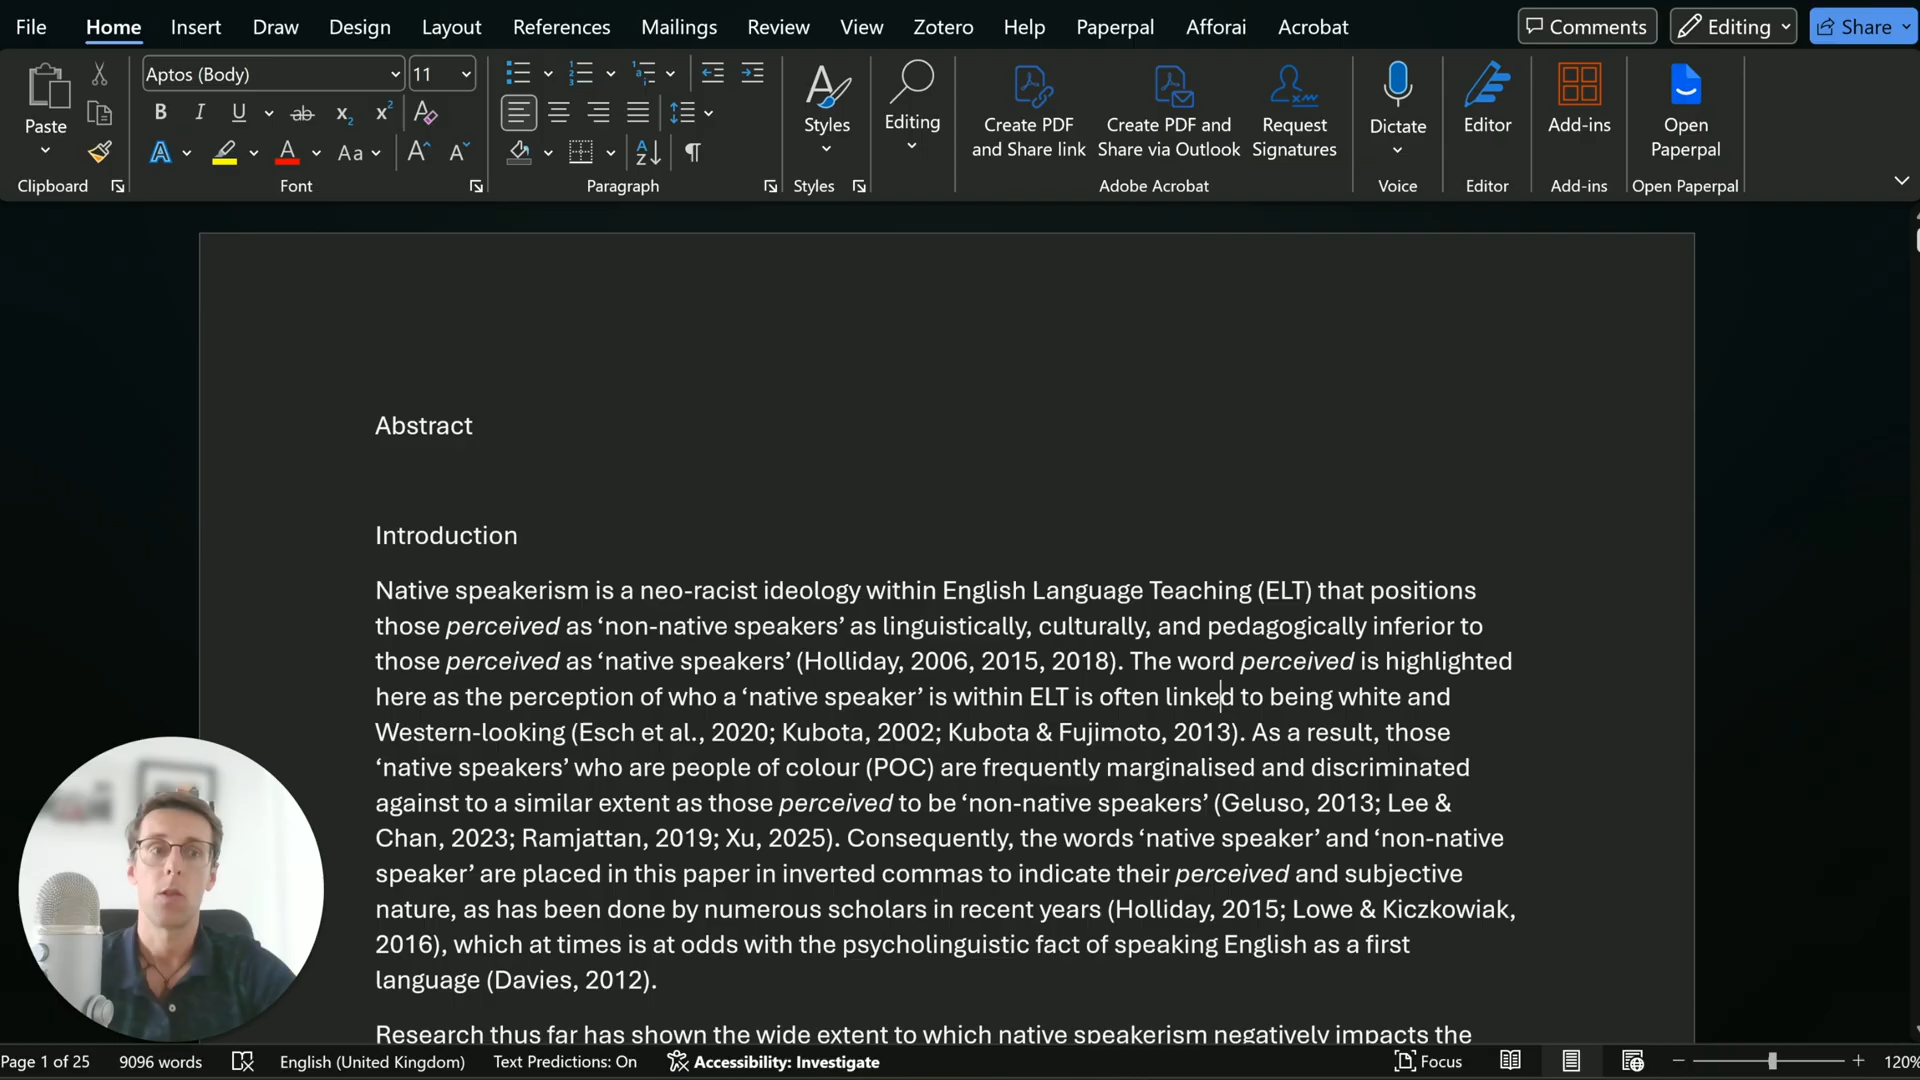 File Home Insert Draw Design Layout References Mailings Review View Zotero Help Paperpal Afforai Acrobat Comments Editing Share
Paste
Clipboard
Aptos (Body) 11
Font
Paragraph
Styles
Styles
Editing
Create PDF and Share link
Create PDF and Share via Outlook
Request Signatures
Adobe Acrobat
Dictate
Voice
Editor
Editor
Add-ins
Add-ins
Open Paperpal
Open Paperpal
Abstract
Introduction
Native speakerism is a neo-racist ideology within English Language Teaching (ELT) that positions
those perceived as ‘non-native speakers’ as linguistically, culturally, and pedagogically inferior to
those perceived as ‘native speakers’ (Holliday, 2006, 2015, 2018). The word perceived is highlighted
here as the perception of who a ‘native speaker’ is within ELT is often linked to being white and
Western-looking (Esch et al., 2020; Kubota, 2002; Kubota & Fujimoto, 2013). As a result, those
‘native speakers’ who are people of colour (POC) are frequently marginalised and discriminated
against to a similar extent as those perceived to be ‘non-native speakers’ (Geluso, 2013; Lee &
Chan, 2023; Ramjattan, 2019; Xu, 2025). Consequently, the words ‘native speaker’ and ‘non-native
speaker’ are placed in this paper in inverted commas to indicate their perceived and subjective
nature, as has been done by numerous scholars in recent years (Holliday, 2015; Lowe & Kiczkowiak,
2016), which at times is at odds with the psycholinguistic fact of speaking English as a first
language (Davies, 2012).
Research thus far has shown the wide extent to which native speakerism negatively impacts the
Page 1 of 25 9096 words English (United Kingdom) Text Predictions: On Accessibility: Investigate Focus 120%